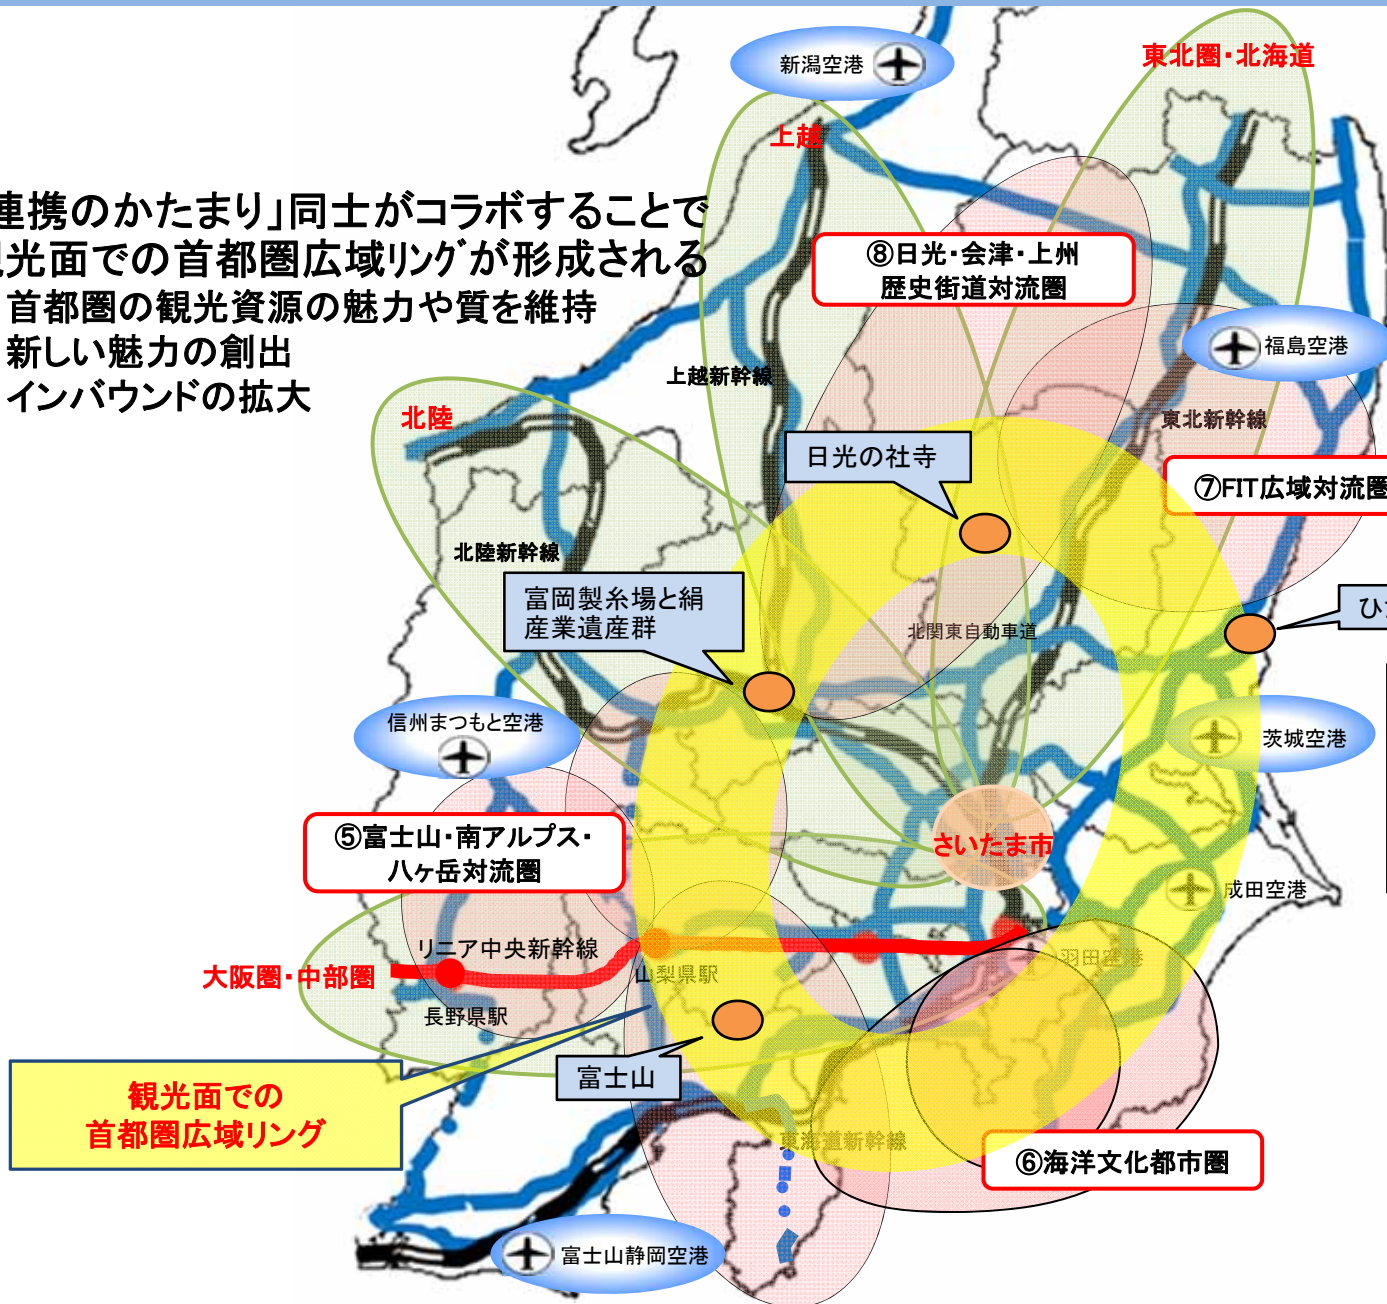 新潟空港
東北圏・北海道
上越
連携のかたまり」同士がコラボすることで
観光面での首都圏広域リングが形成される
首都圏の観光資源の魅力や質を維持
新しい魅力の創出
インバウンドの拡大
⑧日光・会津・上州
歴史街道対流圏
福島空港
上越新幹線
北陸
東北新幹線
日光の社寺
⑦FIT広域対流圏
北陸新幹線
富岡製糸場と絹
産業遺産群
ひ
北関東自動車道
信州まつもと空港
茨城空港
⑤富士山・南アルプス・
八ヶ岳対流圏
さいたま市
成田空港
リニア中央新幹線
羽田空港
大阪圏・中部圏
山梨県駅
長野県駅
富士山
観光面での
首都圏広域リング
東海道新幹線
⑥海洋文化都市圏
富士山静岡空港